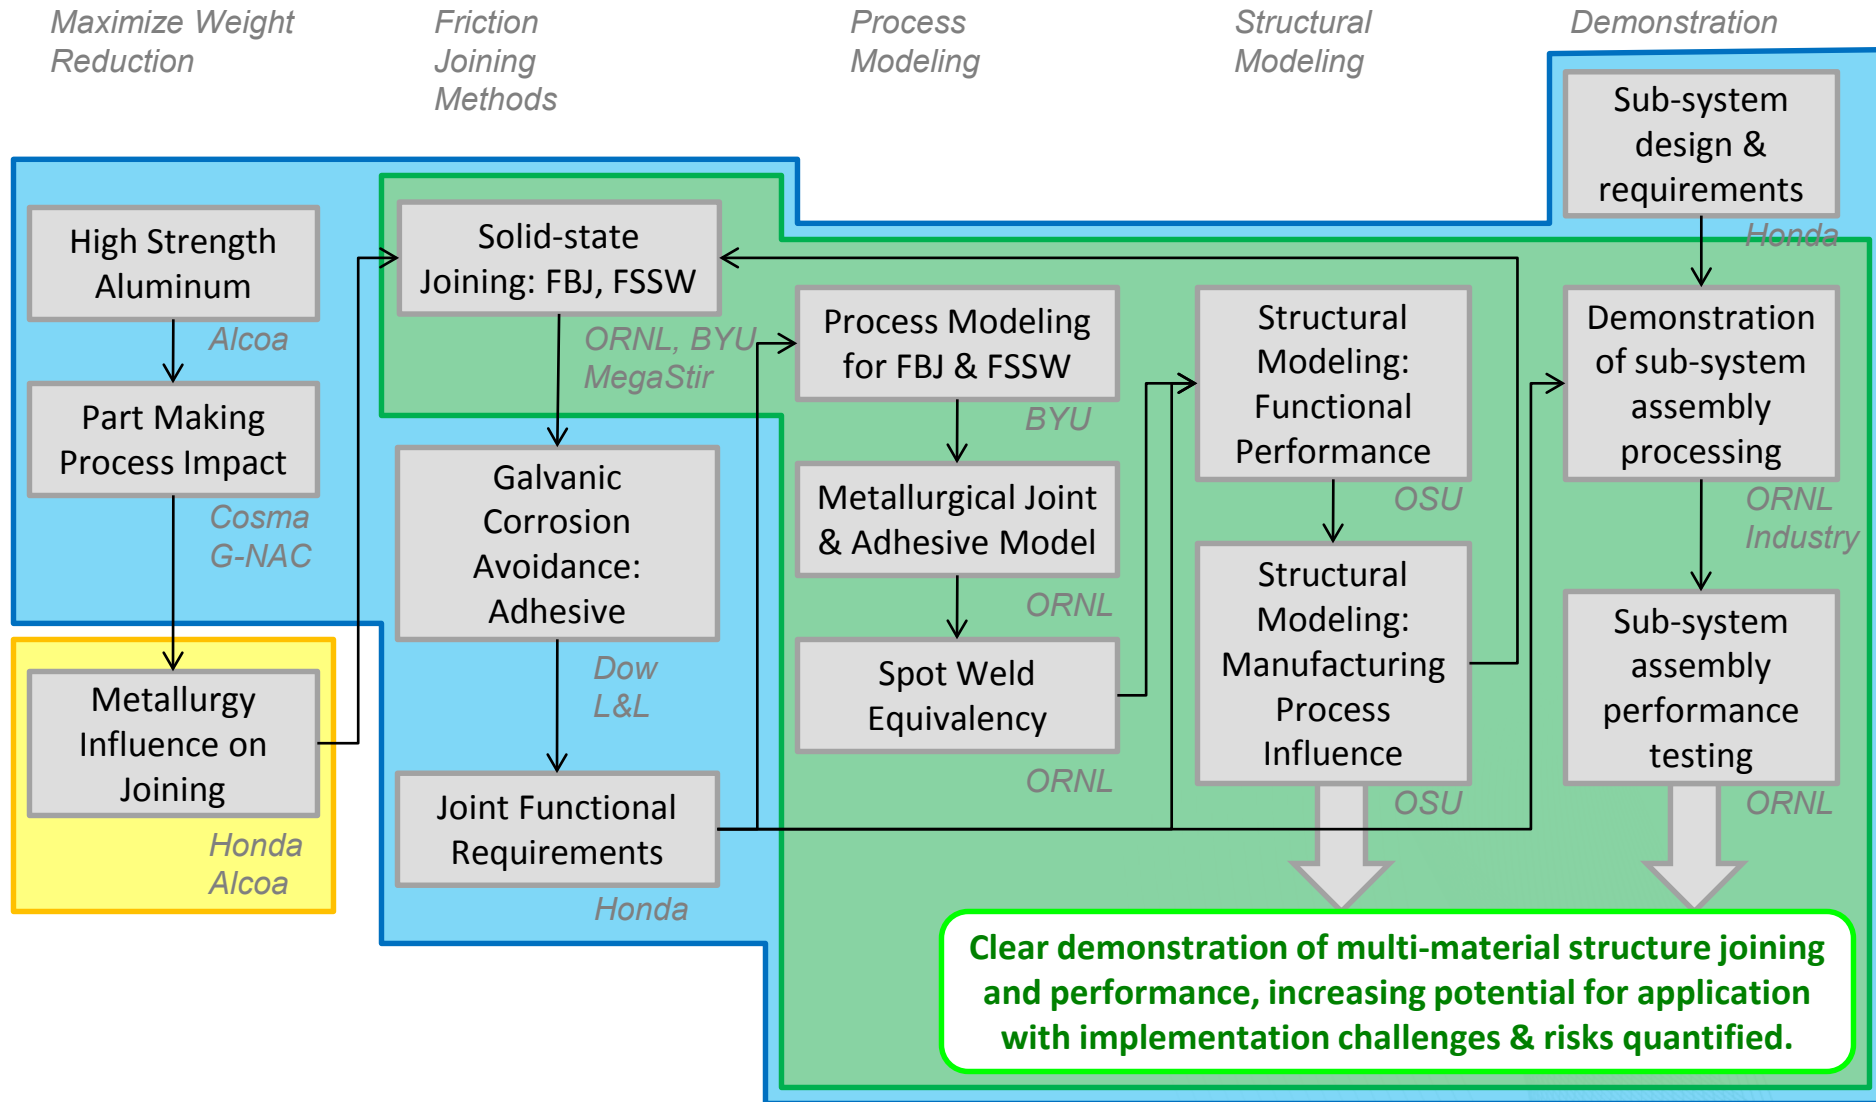 Maximize Weight
Reduction
Friction
Joining
Methods
Process
Modeling
Structural
Modeling
Demonstration
High Strength
Aluminum
Alcoa
Part Making
Process Impact
Cosma
G-NAC
Metallurgy
Influence on
Joining
Honda
Alcoa
Solid-state
Joining: FBJ, FSSW
ORNL, BYU
MegaStir
Galvanic
Corrosion
Avoidance:
Adhesive
Dow
L&L
Joint Functional
Requirements
Honda
Process Modeling
for FBJ & FSSW
BYU
Metallurgical Joint
& Adhesive Model
ORNL
Spot Weld
Equivalency
ORNL
Structural
Modeling:
Functional
Performance
OSU
Structural
Modeling:
Manufacturing
Process
Influence
OSU
Sub-system
design &
requirements
Honda
Demonstration
of sub-system
assembly
processing
ORNL
Industry
Sub-system
assembly
performance
testing
ORNL
Clear demonstration of multi-material structure joining
and performance, increasing potential for application
with implementation challenges & risks quantified.